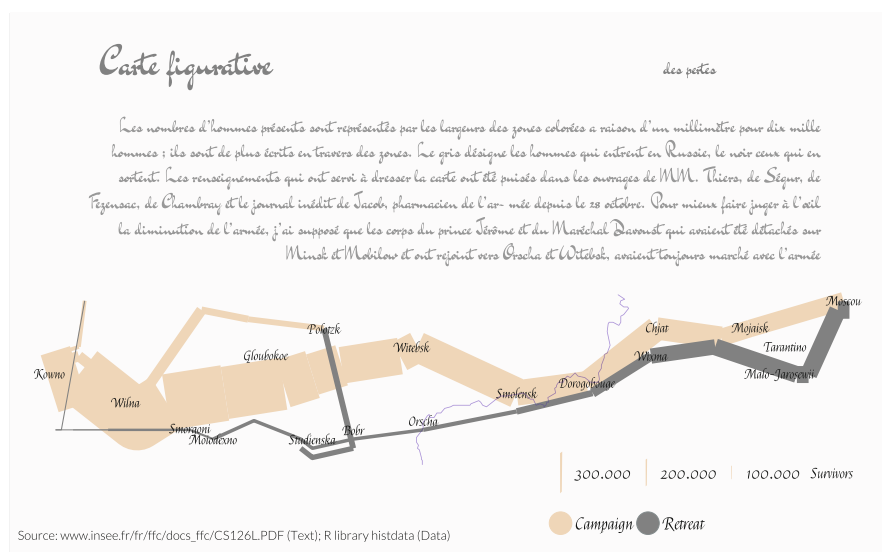 Carte figurative
des pertes
Les nombres d'hommes présents sont représentés par les largeurs des zones colorées a raison d'un millimètre pour dix mille
hommes ; ils sont de plus écrits en travers des zones. Le gris désigne les hommes qui entrent en Russie, le noir ceux qui en
sortent. Les renseignements qui ont servi à dresser la carte ont été puisés dans les ouvrages de MM. Thiers, de Ségur, de
Fezensac, de Chambray et le journal inédit de Jacob, pharmacien de l'ar- mée depuis le 28 octobre. Pour mieux faire juger à l'œil
la diminution de l'armée, j'ai supposé que les corps du prince Jérôme et du Maréchal Davoust qui avaient été détachés sur
Minsk et Mobilow et ont rejoint vers Orscha et Witebsk, avaient toujours marché avec l'armée
Moscou
Polotzk
Chjat
Mojaisk
Gloubokoe
Witebsk
Wixma
Tarantino
Kowno
Malo-Jarosewii
Dorogobouge
Smolensk
Wilna
Smorgoni
Orscha
Bobr
Molodexno
Studienska
300.000
200.000
100.000
Survivors
Campaign
Retreat
Source: www.insee.fr/fr/ffc/docs_ffc/CS126L.PDF (Text); R library histdata (Data)